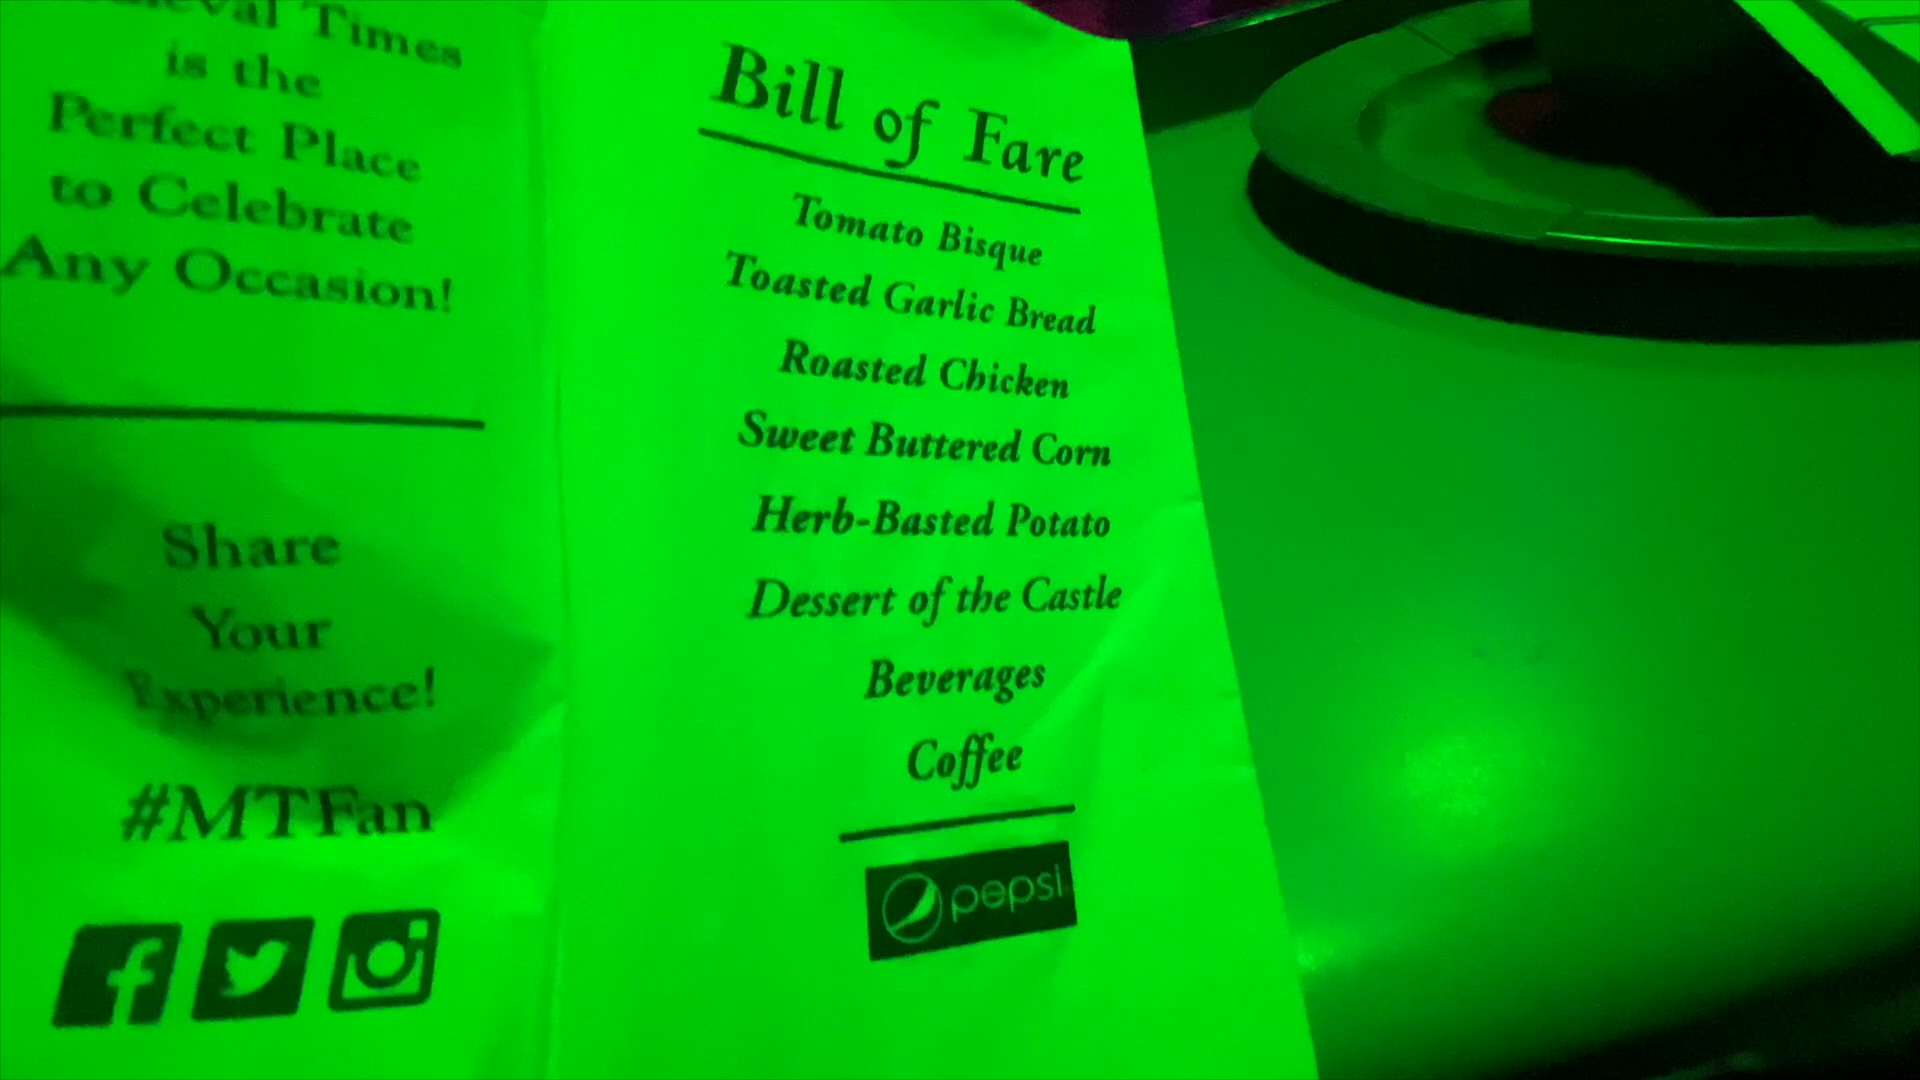 Times
is the
Perfect Place
to Celebrate
Any Occasion!
Share
Your
Experience!
#MTFan
Bill of Fare
Tomato Bisque
Toasted Garlic Bread
Roasted Chicken
Sweet Buttered Corn
Herb-Basted Potato
Dessert of the Castle
Beverages
Coffee
pepsi